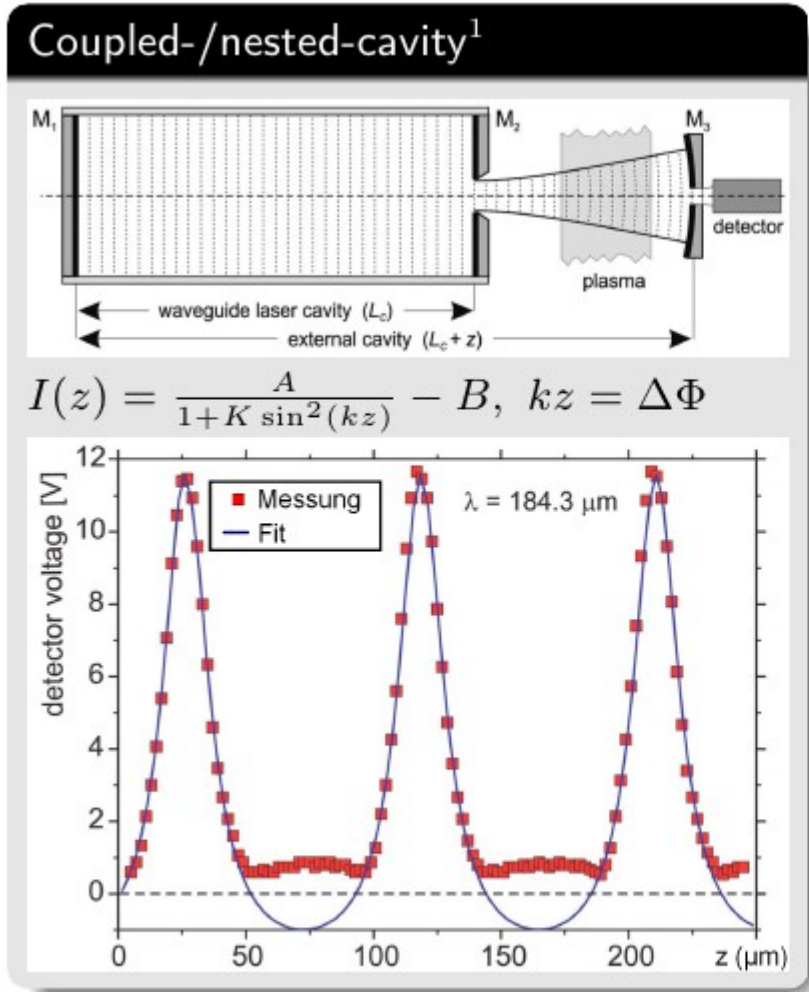 Coupled-/nested-cavity¹
M₁ M₂ M₃
detector
plasma
waveguide laser cavity (L_c)
external cavity (L_c + z)
I(z) = A / (1+K sin²(kz)) − B, kz = ΔΦ
12
10
8
6
4
2
0
detector voltage [V]
Messung
Fit
λ = 184.3 μm
0 50 100 150 200 z (μm)